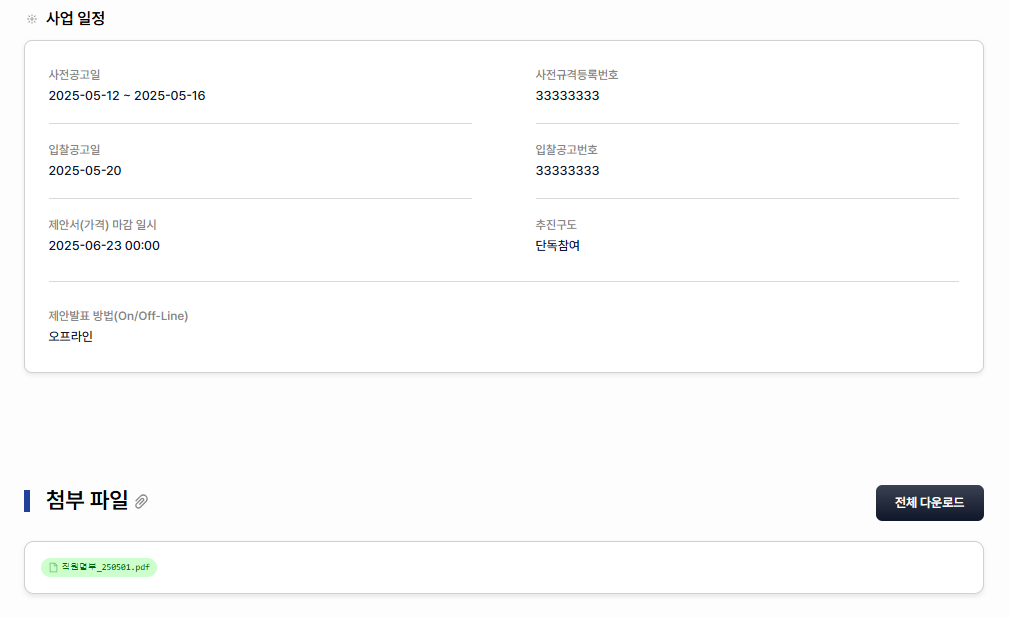 사업 일정
사전공고일
2025-05-12 ~ 2025-05-16
사전규격등록번호
33333333
입찰공고일
2025-05-20
입찰공고번호
33333333
제안서(가격) 마감 일시
2025-06-23 00:00
추진구도
단독참여
제안발표 방법(On/Off-Line)
오프라인
첨부 파일
전체 다운로드
직원명부_250501.pdf